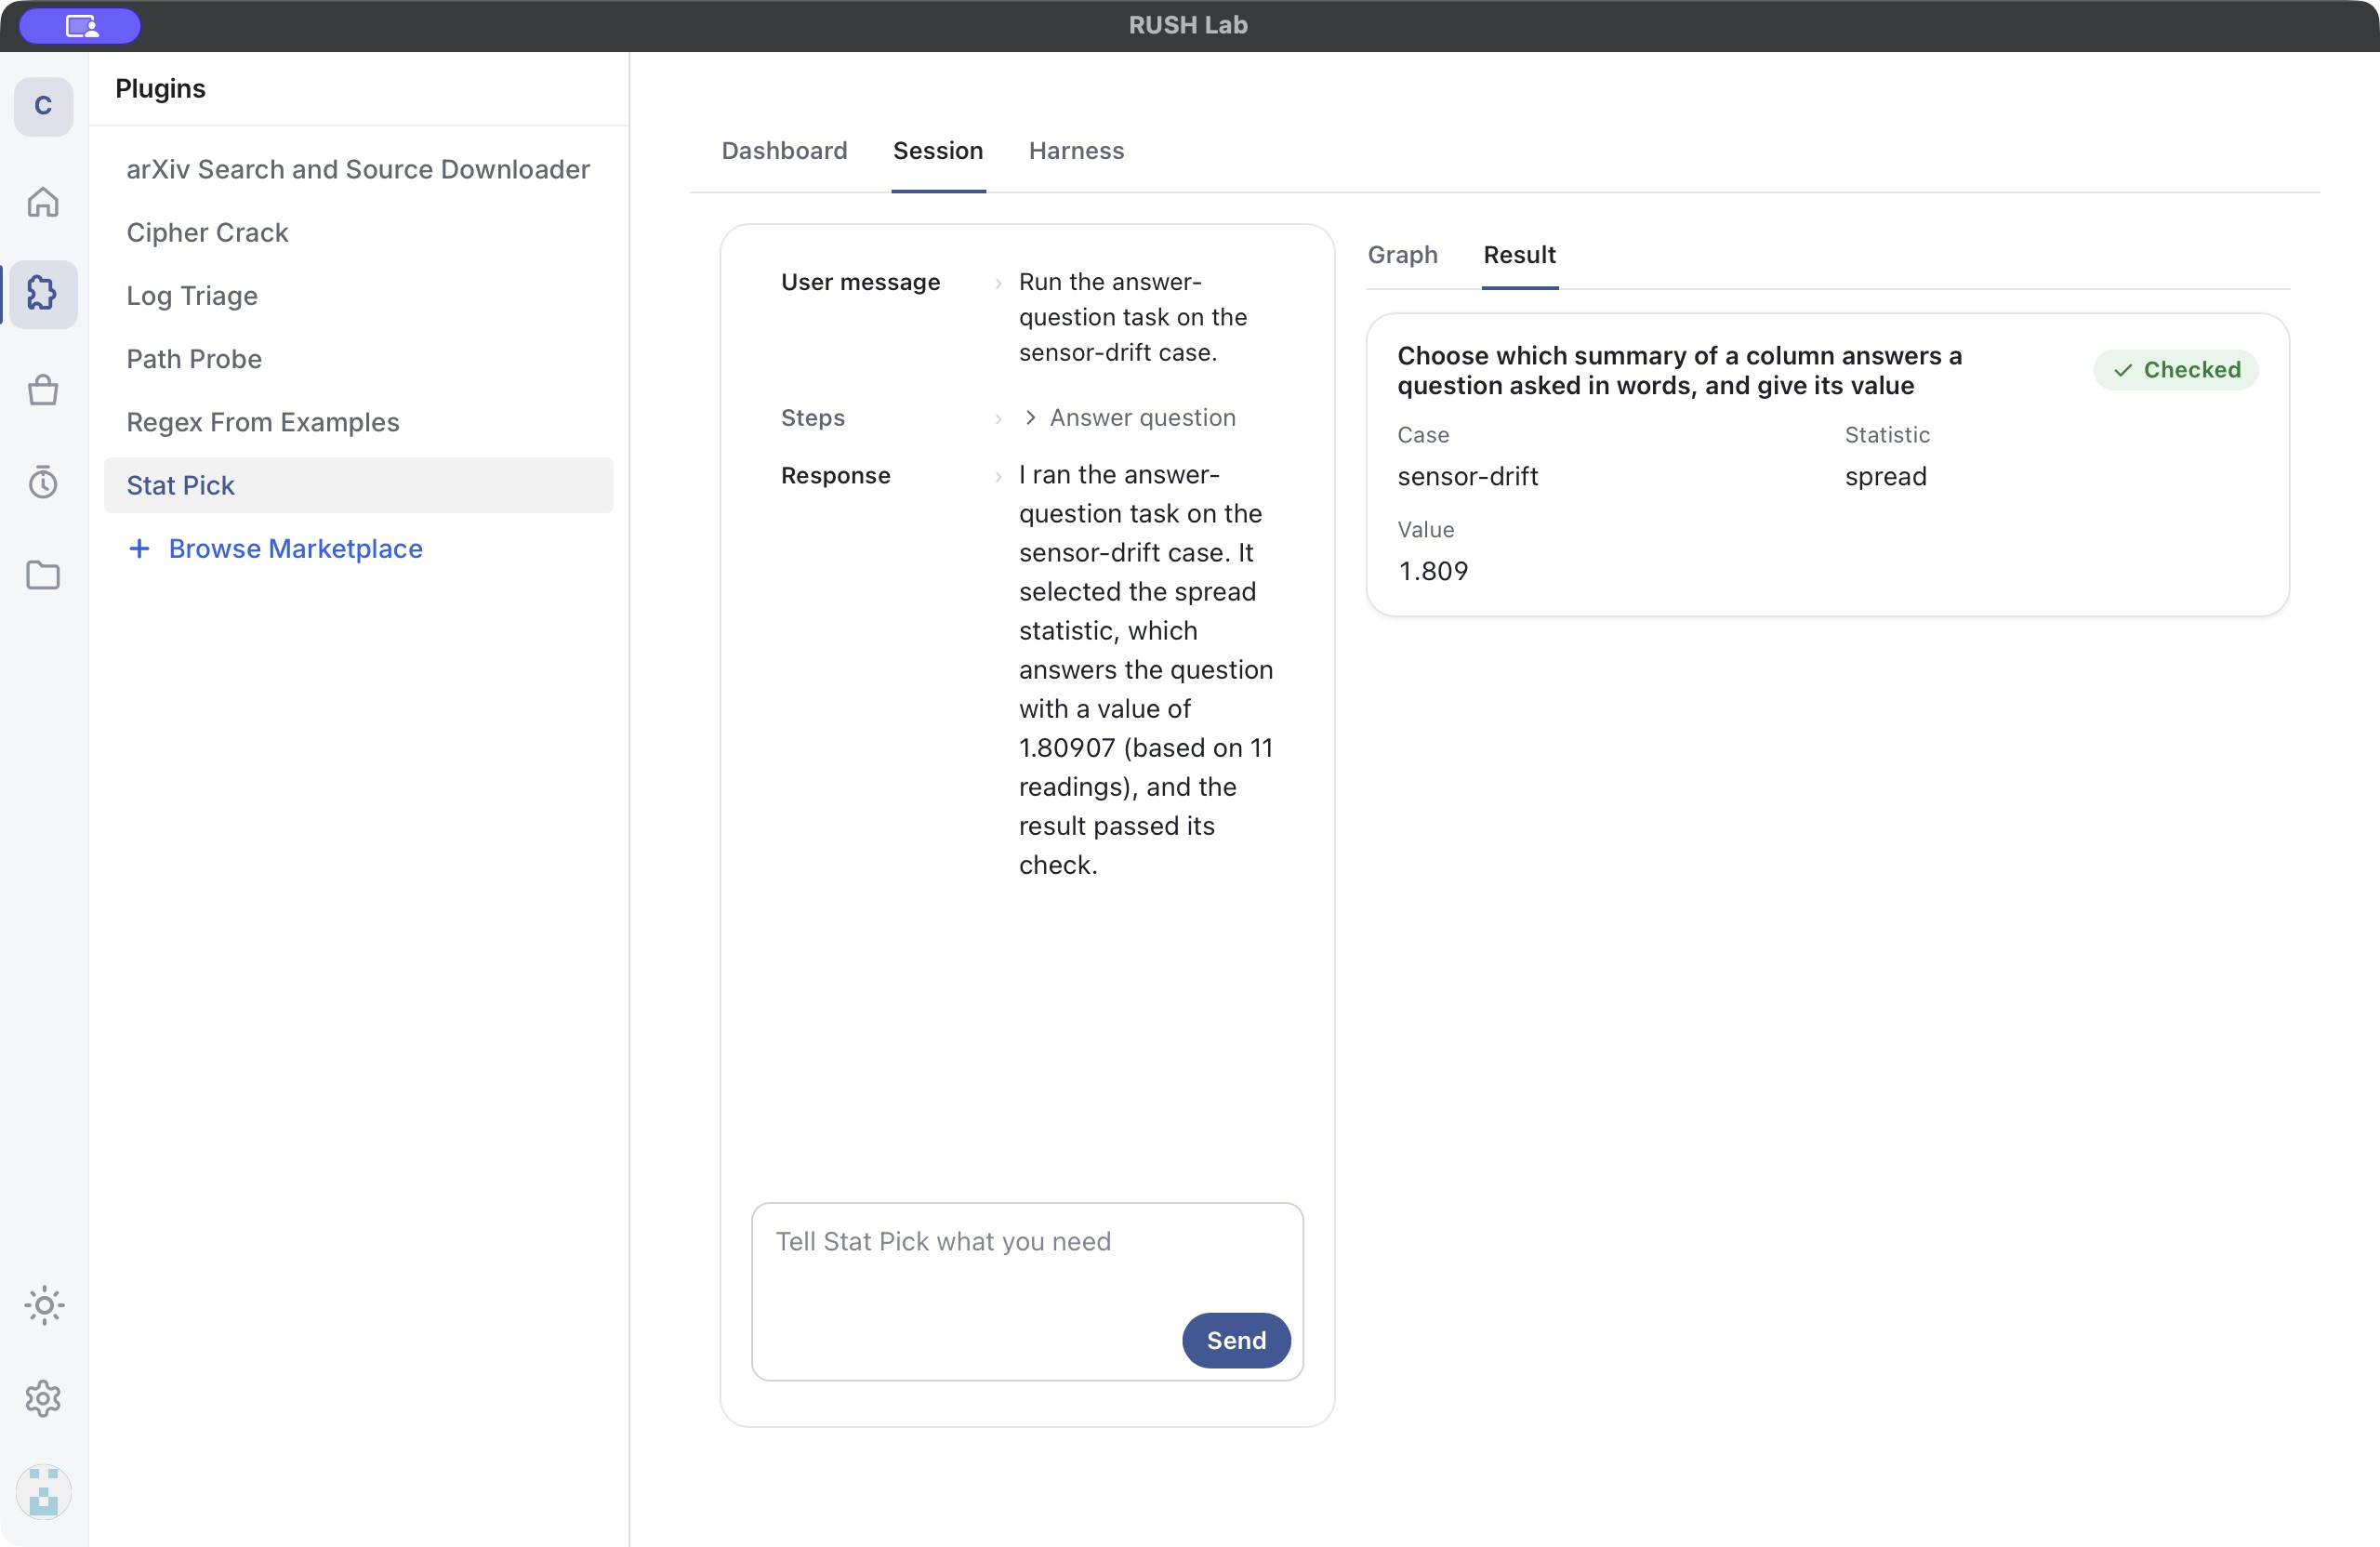 RUSH Lab
C
Plugins
arXiv Search and Source Downloader
Cipher Crack
Log Triage
Path Probe
Regex From Examples
Stat Pick
+ Browse Marketplace
Dashboard
Session
Harness
User message
Run the answer-
question task on the
sensor-drift case.
Steps
Answer question
Response
I ran the answer-
question task on the
sensor-drift case. It
selected the spread
statistic, which
answers the question
with a value of
1.80907 (based on 11
readings), and the
result passed its
check.
Tell Stat Pick what you need
Send
Graph
Result
Choose which summary of a column answers a
question asked in words, and give its value
Checked
Case
Statistic
sensor-drift
spread
Value
1.809